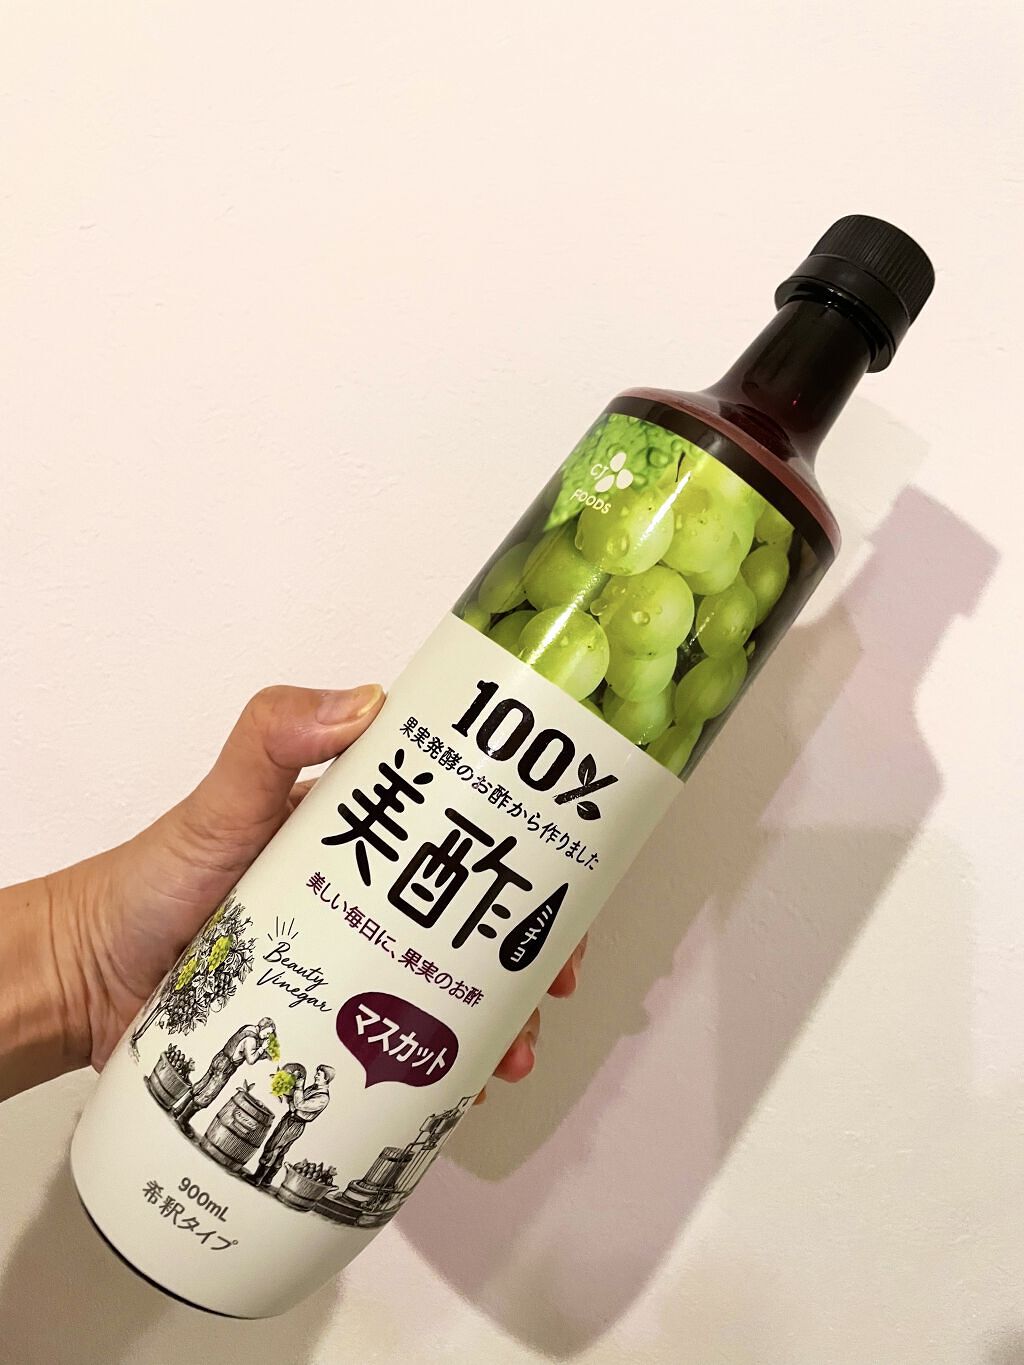 CJ
FOODS
100%
果実発酵のお酢から作りました
美酢
ミチョ
美しい毎日に、果実のお酢
Beauty
Vinegar
マスカット
900mL
希釈タイプ